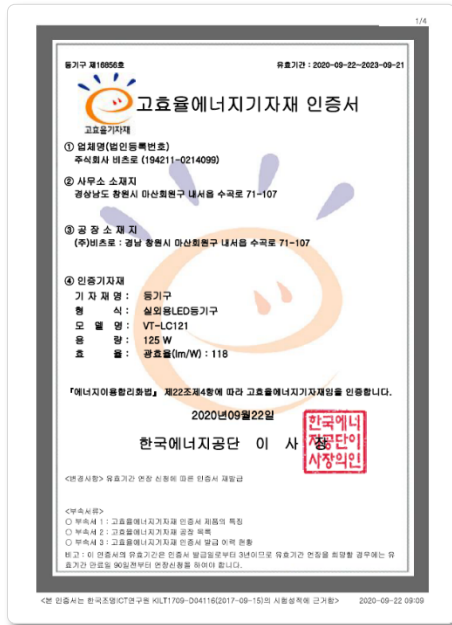 1/4
등기구 제16856호
유효기간 : 2020-09-22~2023-09-21
고효율기자재
고효율에너지기자재 인증서
① 업체명(법인등록번호)
주식회사 비츠로 (194211-0214099)
② 사무소 소재지
경상남도 창원시 마산회원구 내서읍 수곡로 71-107
③ 공 장 소 재 지
(주)비츠로 : 경남 창원시 마산회원구 내서읍 수곡로 71-107
④ 인증기자재
기 자 재 명 : 등기구
형 식 : 실외용LED등기구
모 델 명 : VT-LC121
용 량 : 125 W
효 율 : 광효율(lm/W) : 118
『에너지이용합리화법』 제22조제4항에 따라 고효율에너지기자재임을 인증합니다.
2020년09월22일
한국에너지공단 이 사 장
한국에너
지공단이
사장의인
<변경사항> 유효기간 연장 신청에 따른 인증서 재발급
<부속서류>
○ 부속서 1 : 고효율에너지기자재 인증서 제품의 특징
○ 부속서 2 : 고효율에너지기자재 공장 목록
○ 부속서 3 : 고효율에너지기자재 인증서 발급 이력 현황
비고 : 이 인증서의 유효기간은 인증서 발급일로부터 3년이므로 유효기간 연장을 희망할 경우에는 유
효기간 만료일 90일전부터 연장신청을 하여야 합니다.
<본 인증서는 한국조명ICT연구원 KILT1709-D04116(2017-09-15)의 시험성적에 근거함>
2020-09-22 09:09